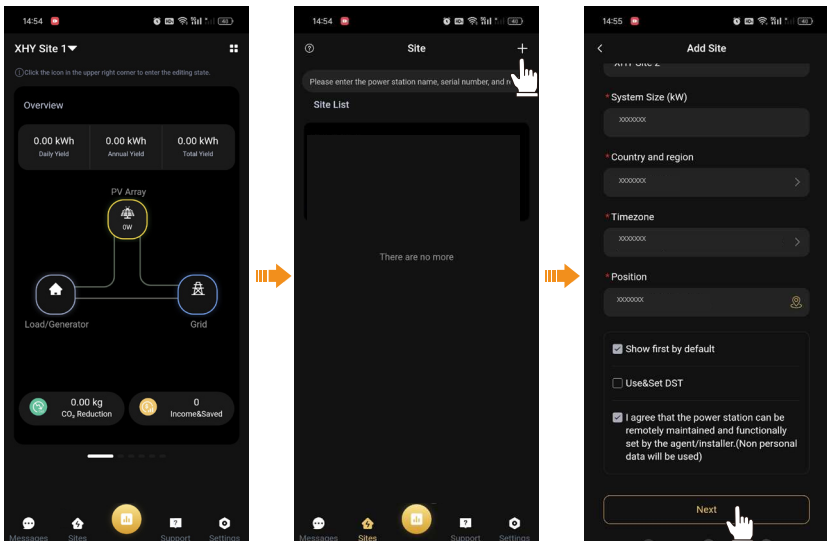 14:54
XHY Site 1
Click the icon in the upper right corner to enter the editing state.
Overview
0.00 kWh
Daily Yield
0.00 kWh
Annual Yield
0.00 kWh
Total Yield
PV Array
0W
Load/Generator
Grid
0.00 kg
CO₂ Reduction
0
Income&Saved
Messages
Sites
Support
Settings
14:54
Site
Please enter the power station name, serial number, and
Site List
There are no more
Messages
Sites
Support
Settings
14:55
Add Site
XHY Site 2
* System Size (kW)
xxxxxxx
* Country and region
xxxxxxx
* Timezone
xxxxxxx
* Position
xxxxxxx
Show first by default
Use&Set DST
I agree that the power station can be
remotely maintained and functionally
set by the agent/installer.(Non personal
data will be used)
Next